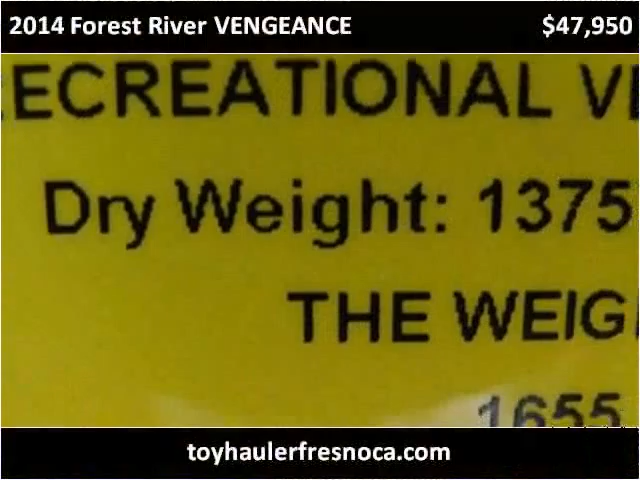 2014 Forest River VENGEANCE $47,950
ECREATIONAL V
Dry Weight: 1375
THE WEIG
1655
toyhaulerfresnoca.com